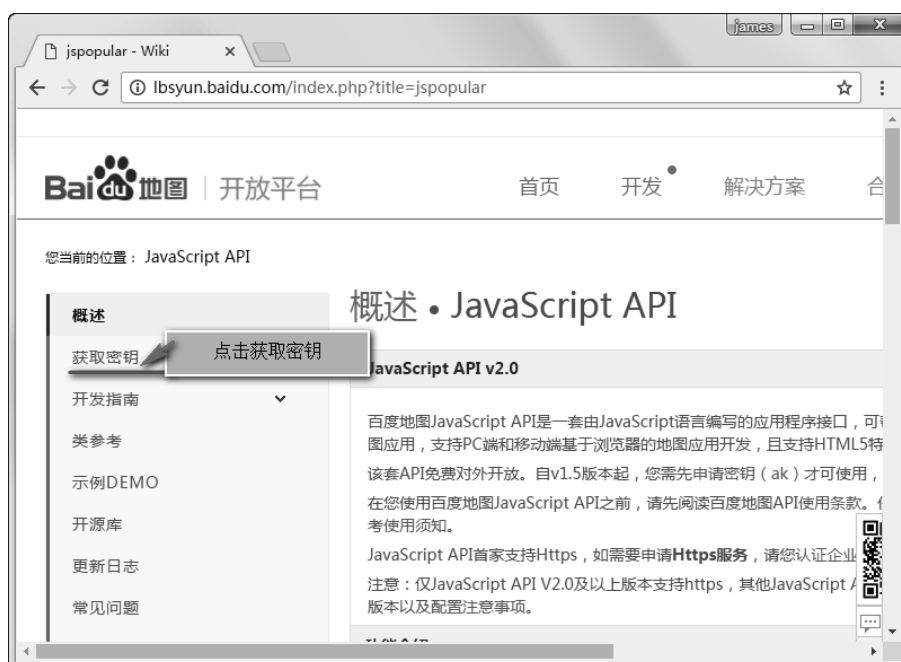 james
jspopular - Wiki
lbsyun.baidu.com/index.php?title=jspopular
Baidu地图 开放平台 首页 开发 解决方案 合
您当前的位置： JavaScript API
概述
获取密钥
开发指南
类参考
示例DEMO
开源库
更新日志
常见问题
点击获取密钥
概述 • JavaScript API
JavaScript API v2.0
百度地图JavaScript API是一套由JavaScript语言编写的应用程序接口，可
图应用，支持PC端和移动端基于浏览器的地图应用开发，且支持HTML5特
该套API免费对外开放。自v1.5版本起，您需先申请密钥（ak）才可使用，
在您使用百度地图JavaScript API之前，请先阅读百度地图API使用条款。
考使用须知。
JavaScript API首家支持Https，如需要申请Https服务，请您认证企业
注意：仅JavaScript API V2.0及以上版本支持https，其他JavaScript
版本以及配置注意事项。